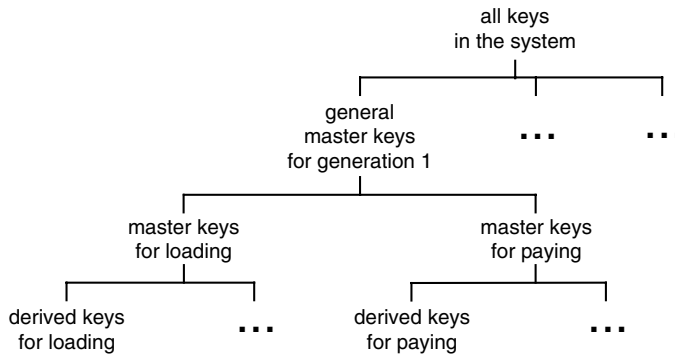 all keys
in the system
general
master keys
for generation 1
...
..
master keys
for loading
master keys
for paying
derived keys
for loading
...
derived keys
for paying
...